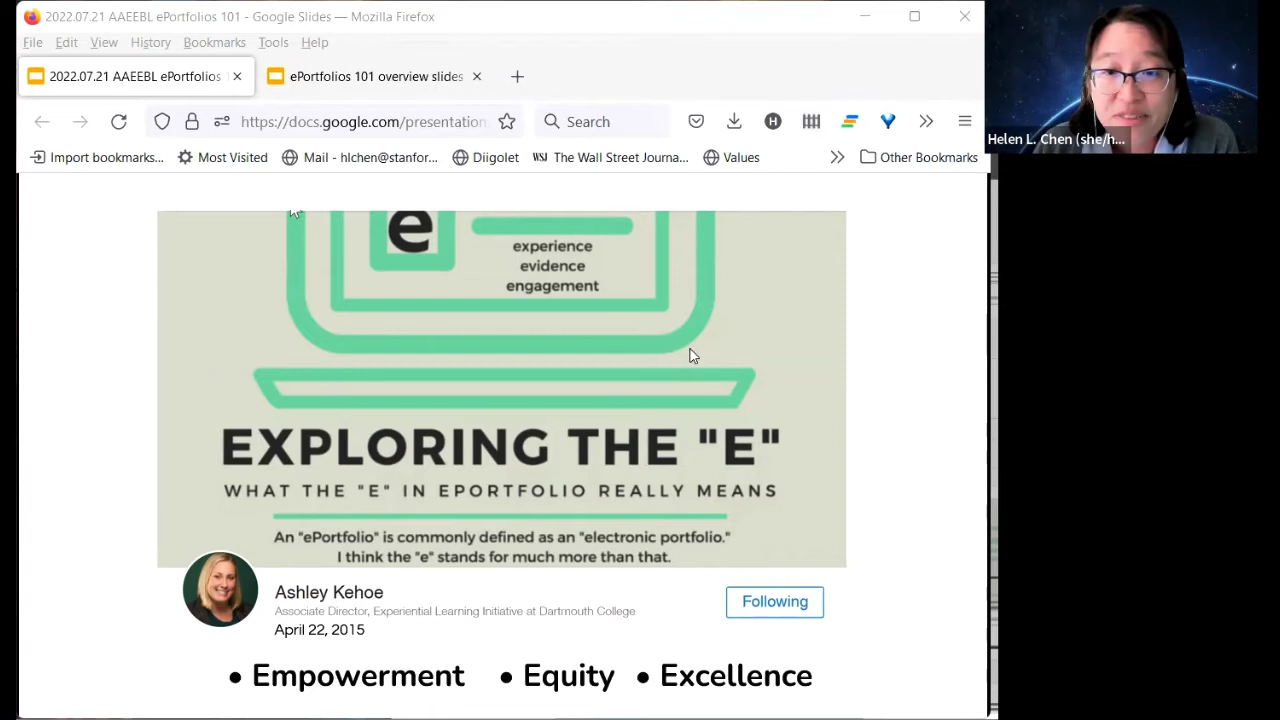 2022.07.21 AAEEBL ePortfolios 101 - Google Slides — Mozilla Firefox
File Edit View History Bookmarks Tools Help
2022.07.21 AAEEBL ePortfolios
ePortfolios 101 overview slides
https://docs.google.com/presentation
Search
H
Import bookmarks...
Most Visited
Mail - hlchen@stanfor...
Diigolet
WSJ
The Wall Street Journa...
Values
Other Bookmarks
Helen L. Chen (she/h...
e
experience
evidence
engagement
EXPLORING THE "E"
WHAT THE "E" IN EPORTFOLIO REALLY MEANS
An "ePortfolio" is commonly defined as an "electronic portfolio."
I think the "e" stands for much more than that.
Ashley Kehoe
Associate Director, Experiential Learning Initiative at Dartmouth College
April 22, 2015
Following
• Empowerment • Equity • Excellence